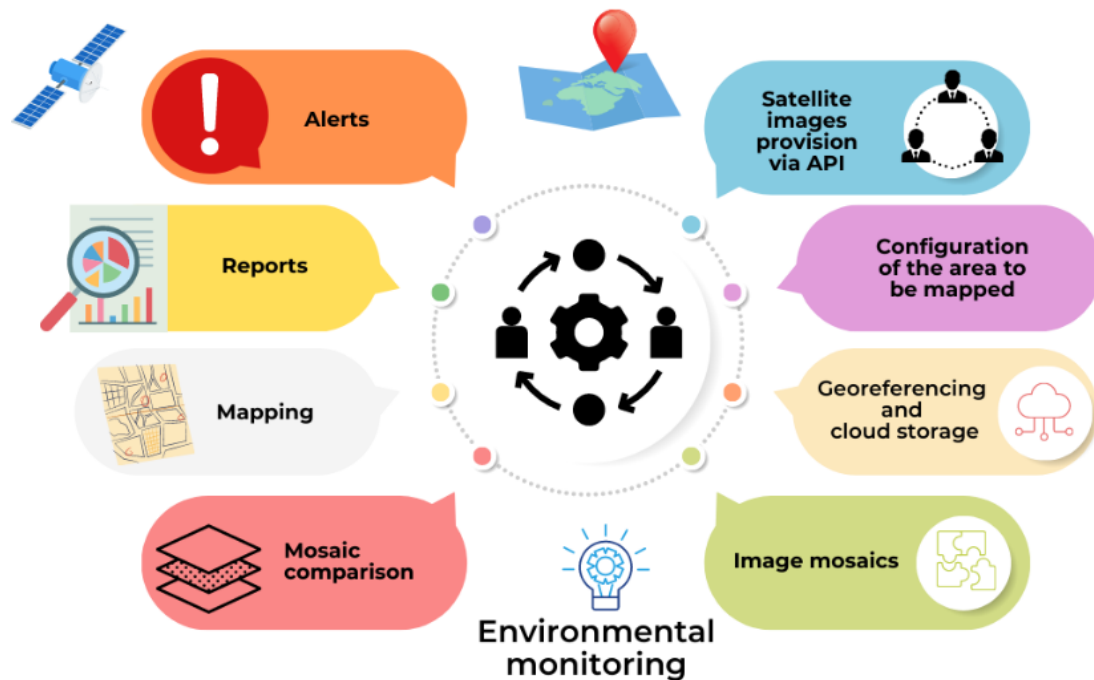 Alerts
Satellite
images
provision
via API
Reports
Configuration
of the area to
be mapped
Mapping
Georeferencing
and
cloud storage
Mosaic
comparison
Image mosaics
Environmental
monitoring